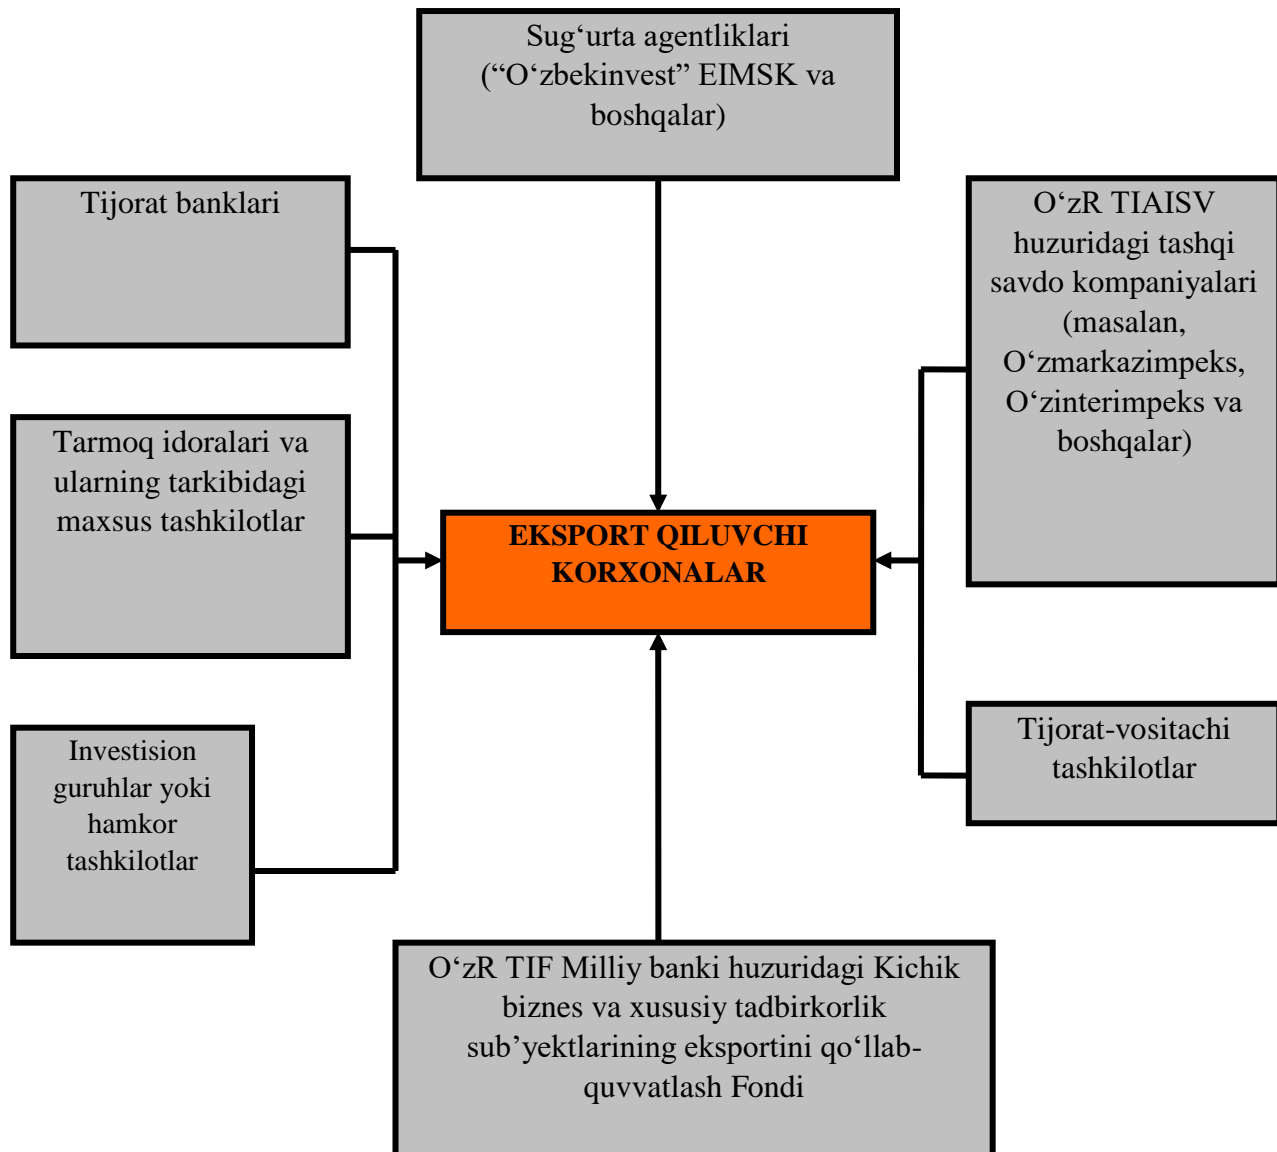 Sug‘urta agentliklari
(“O‘zbekinvest” EIMSK va
boshqalar)
Tijorat banklari
O‘zR TIAISV
huzuridagi tashqi
savdo kompaniyalari
(masalan,
O‘zmarkazimpeks,
O‘zinterimpeks va
boshqalar)
Tarmoq idoralari va
ularning tarkibidagi
maxsus tashkilotlar
EKSPORT QILUVCHI
KORXONALAR
Investision
guruhlar yoki
hamkor
tashkilotlar
Tijorat-vositachi
tashkilotlar
O‘zR TIF Milliy banki huzuridagi Kichik
biznes va xususiy tadbirkorlik
sub’yektlarining eksportini qo‘llab-
quvvatlash Fondi